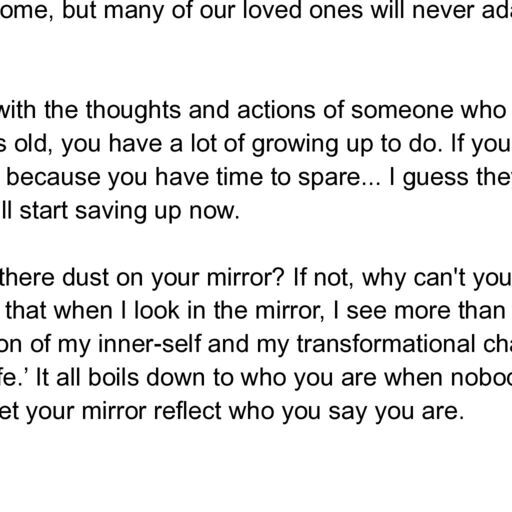 ome, but many of our loved ones will never ad
with the thoughts and actions of someone who
s old, you have a lot of growing up to do. If you
because you have time to spare... I guess the
ll start saving up now.
there dust on your mirror? If not, why can't you
that when I look in the mirror, I see more than
on of my inner-self and my transformational ch
fe.’ It all boils down to who you are when noboc
et your mirror reflect who you say you are.